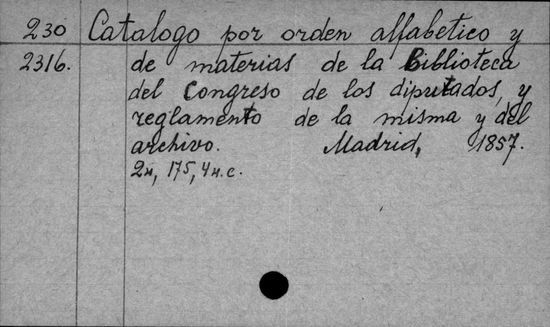 230 Catalogo por orden alfabetico y
2316. de materias de la Biblioteca
del Congreso de los diputados, y
reglamento de la misma y del
archivo. Madrid, 1857.
2н, 175, 4н.с.